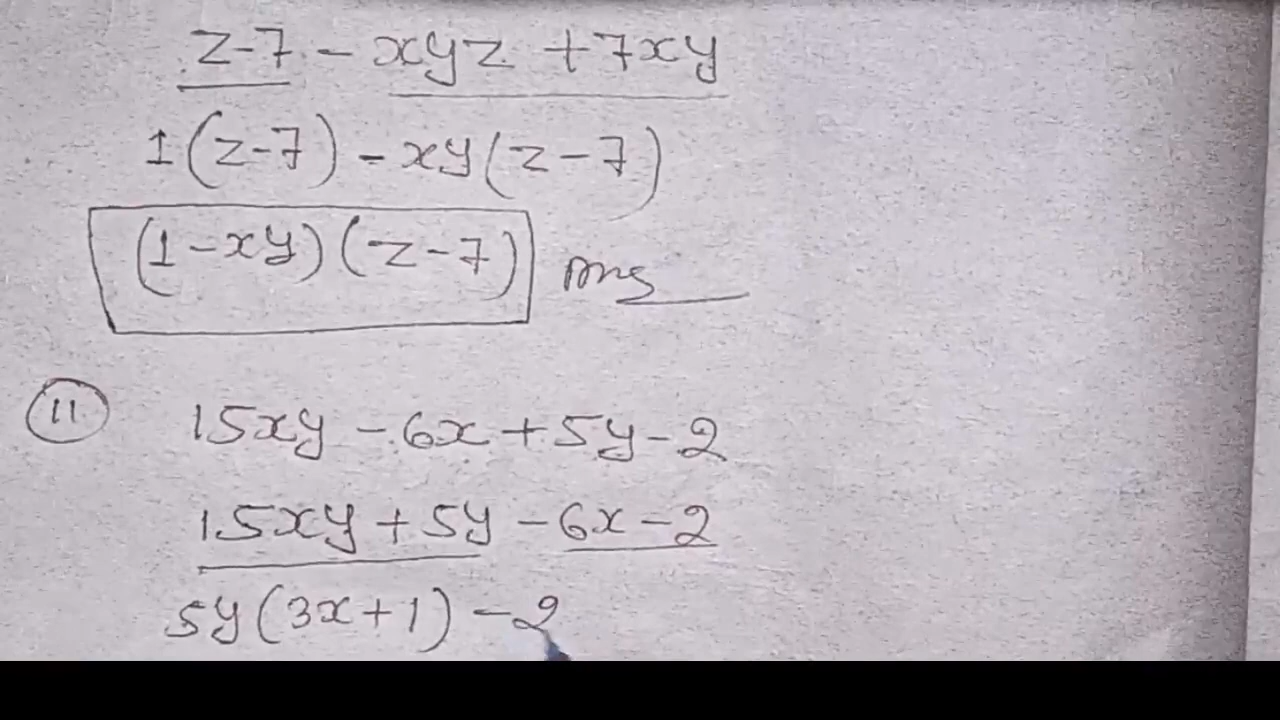 z-7 - xyz + 7xy
1(z-7) - xy(z-7)
(1-xy)(z-7) Ans
11 15xy - 6x + 5y - 2
15xy + 5y - 6x - 2
5y(3x+1) - 2